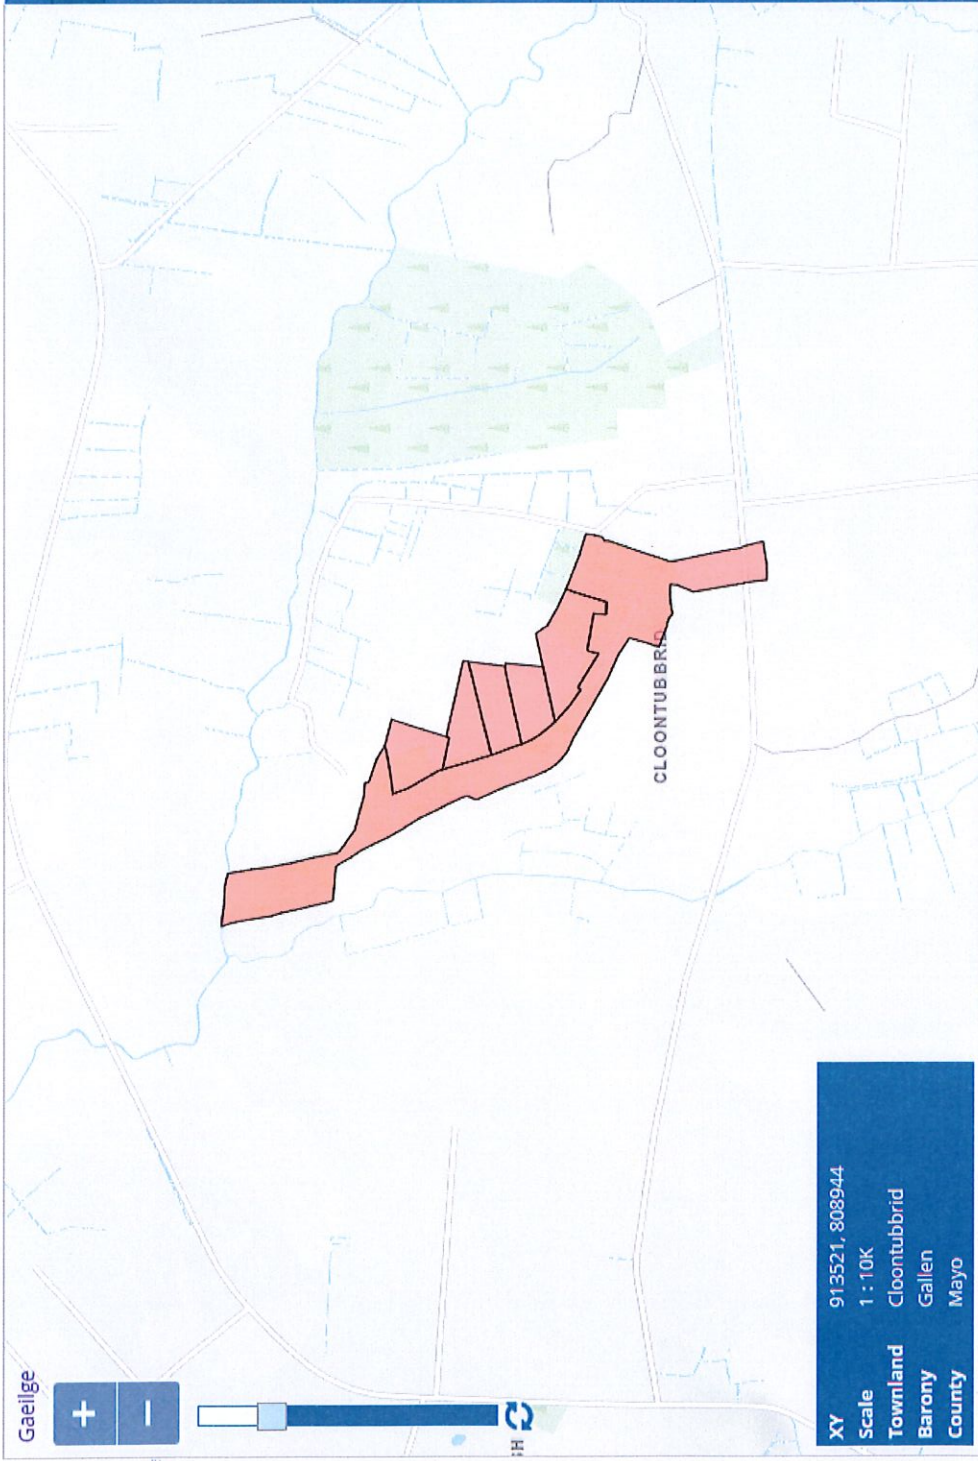 Gaeilge
+
−
H
CLOONTUBBRID
XY 913521, 808944
Scale 1 : 10K
Townland Cloontubbrid
Barony Gallen
County Mayo